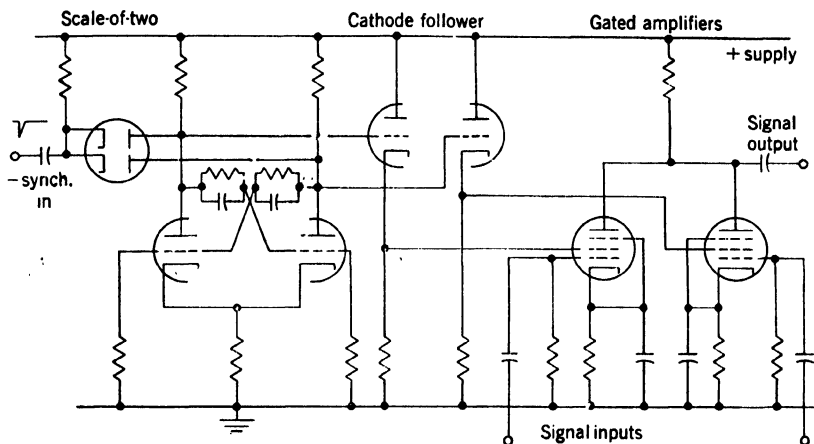 Scale-of-two
Cathode follower
Gated amplifiers
+ supply
Signal
output
– synch.
in
Signal inputs